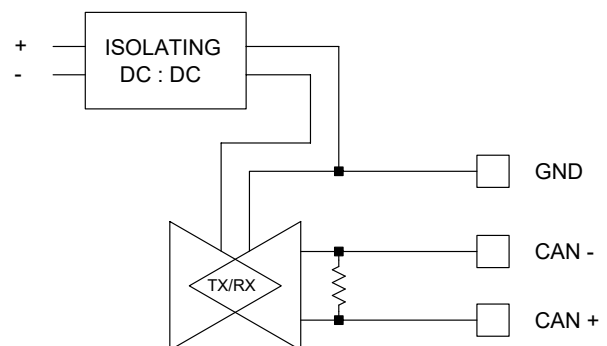 +
-
ISOLATING
DC : DC
GND
CAN -
TX/RX
CAN +